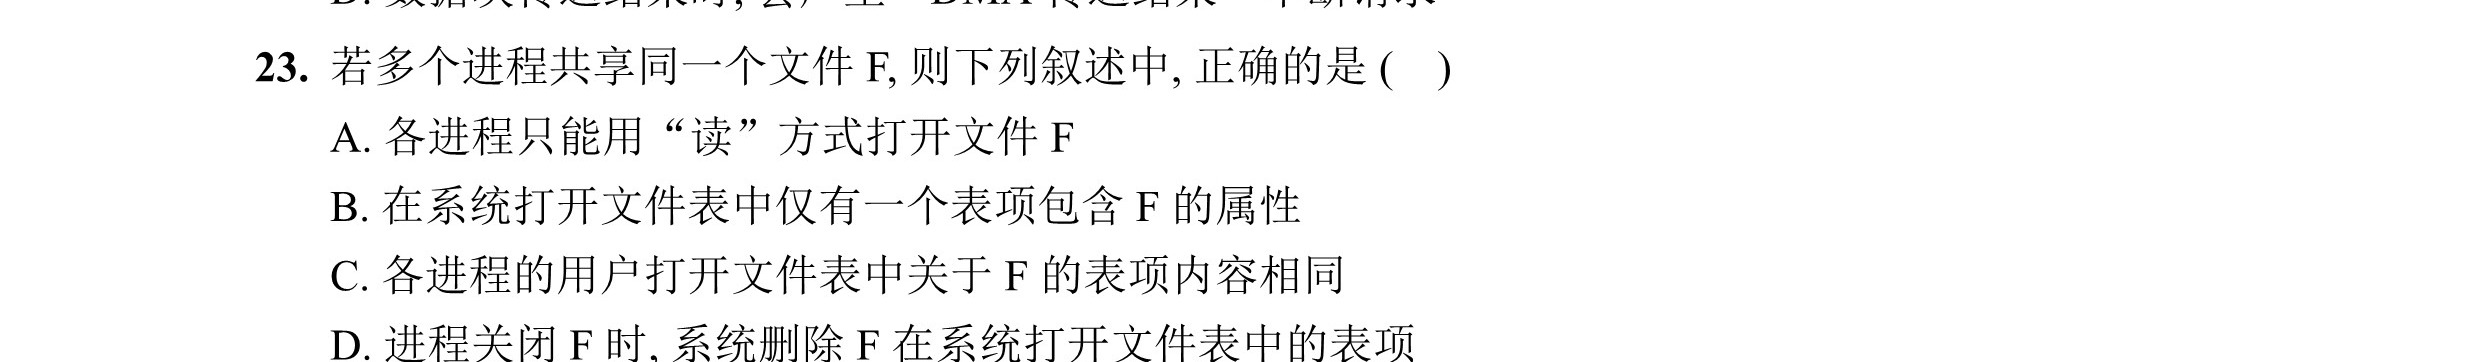 23. 若多个进程共享同一个文件 F, 则下列叙述中, 正确的是 (   )
A. 各进程只能用“读”方式打开文件 F
B. 在系统打开文件表中仅有一个表项包含 F 的属性
C. 各进程的用户打开文件表中关于 F 的表项内容相同
D. 进程关闭 F 时, 系统删除 F 在系统打开文件表中的表项